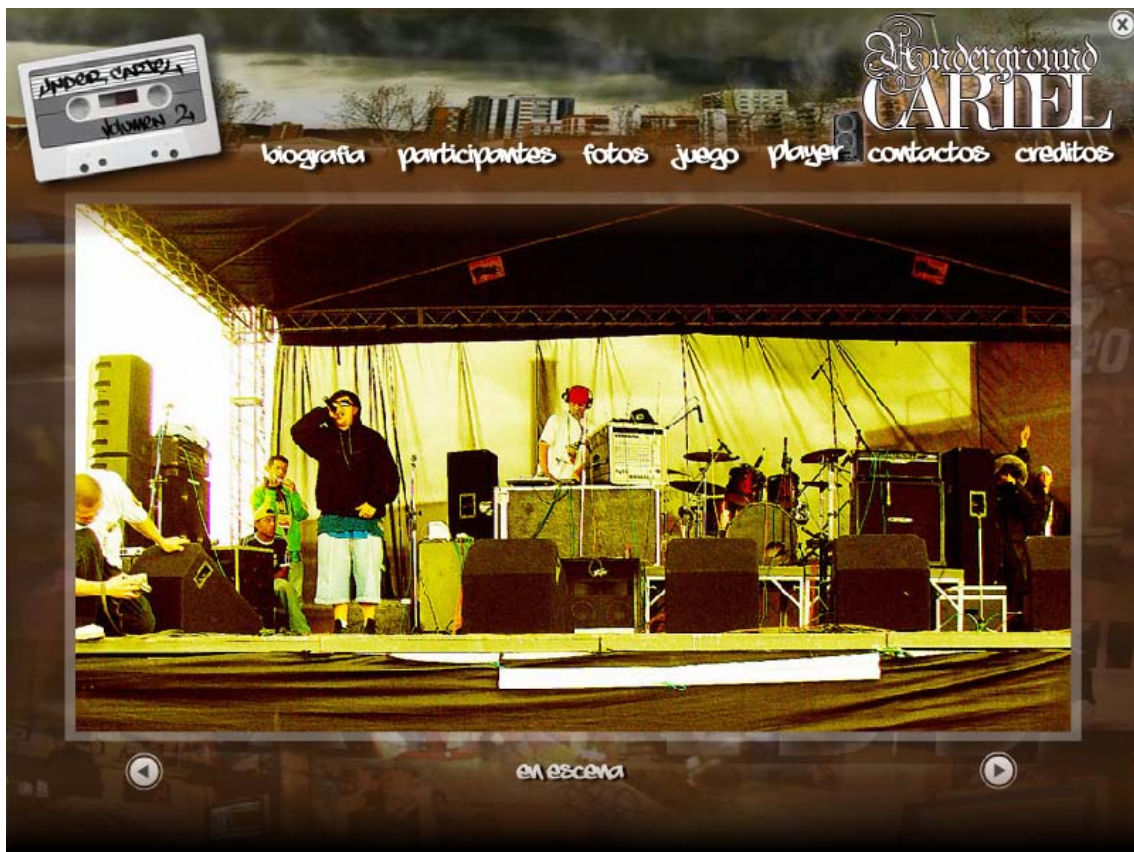 UNDER CARTEL
VOLUMEN 2
Underground
CARTEL
biografia participantes fotos juego player contactos creditos
en escena